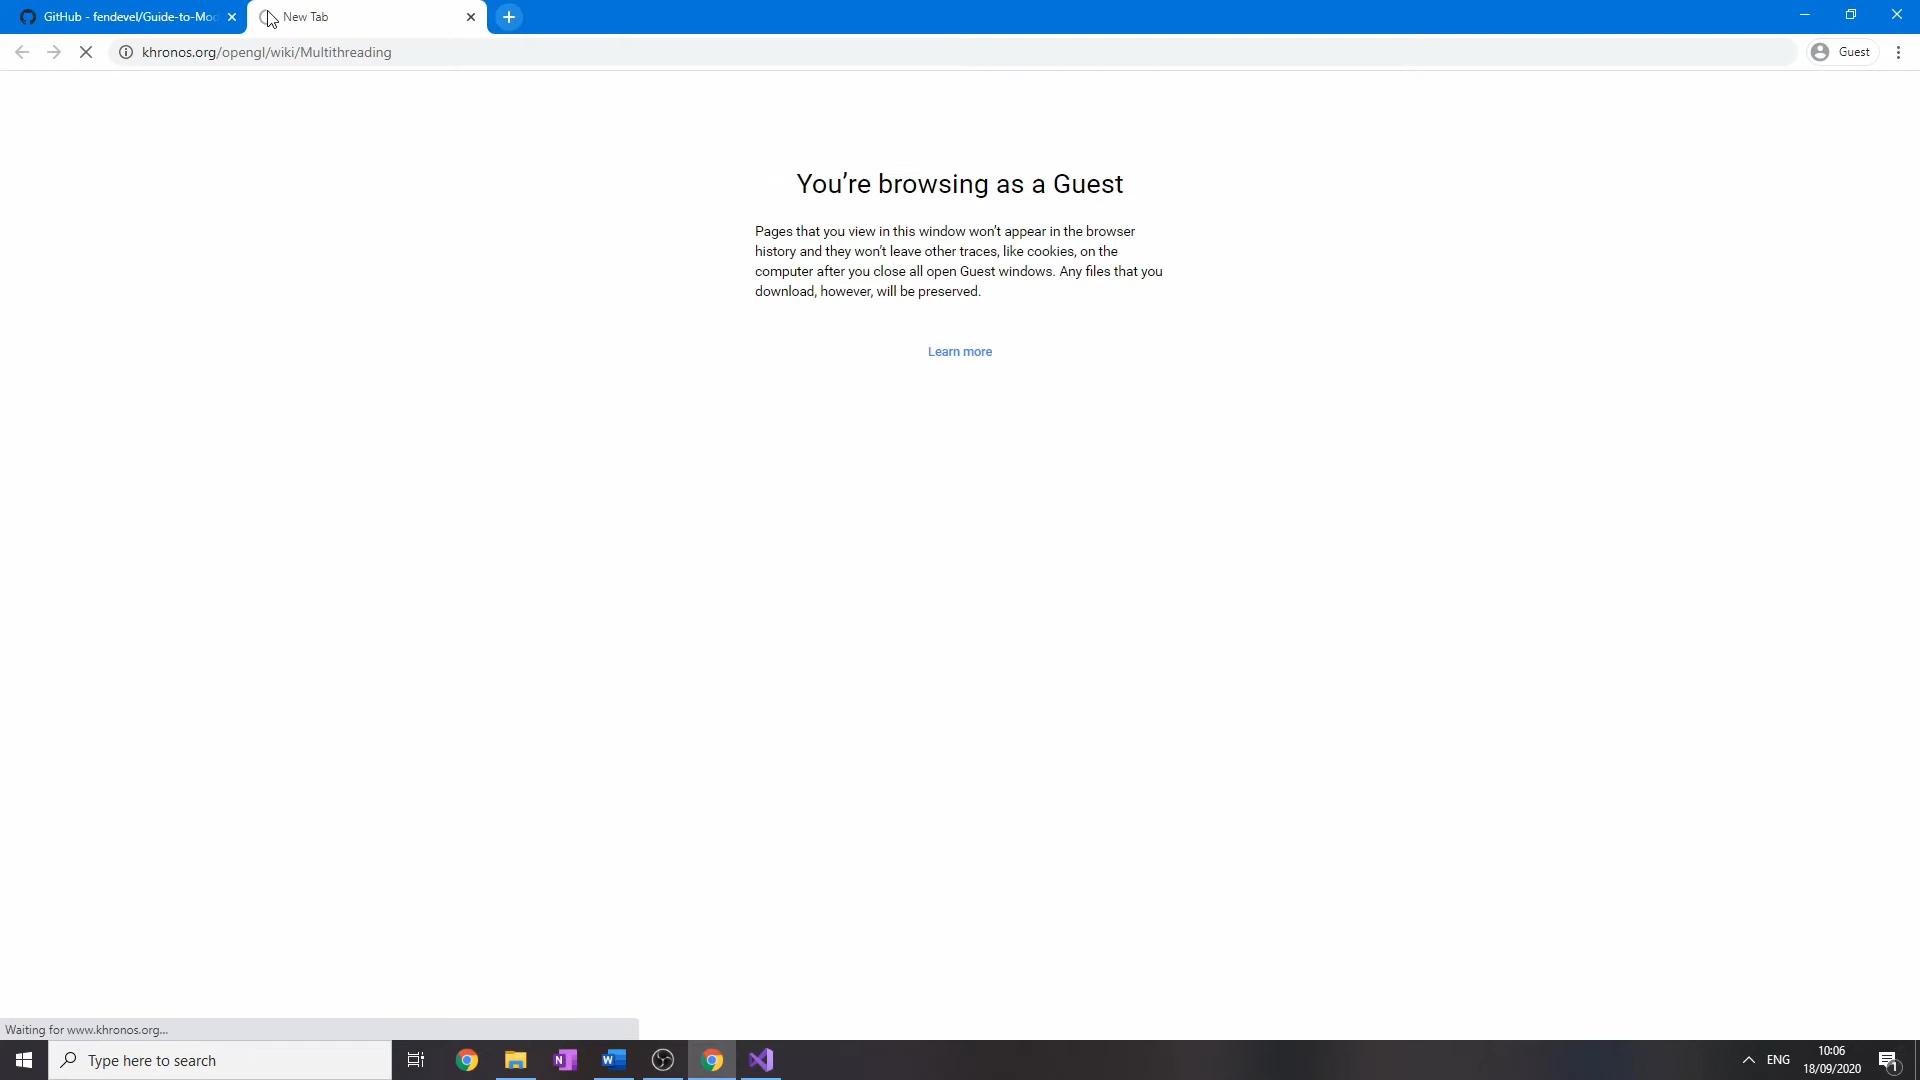 GitHub - fendevel/Guide-to-Mod
New Tab
khronos.org/opengl/wiki/Multithreading
Guest
You're browsing as a Guest
Pages that you view in this window won't appear in the browser
history and they won't leave other traces, like cookies, on the
computer after you close all open Guest windows. Any files that you
download, however, will be preserved.
Learn more
Waiting for www.khronos.org...
Type here to search
ENG
10:06
18/09/2020
1